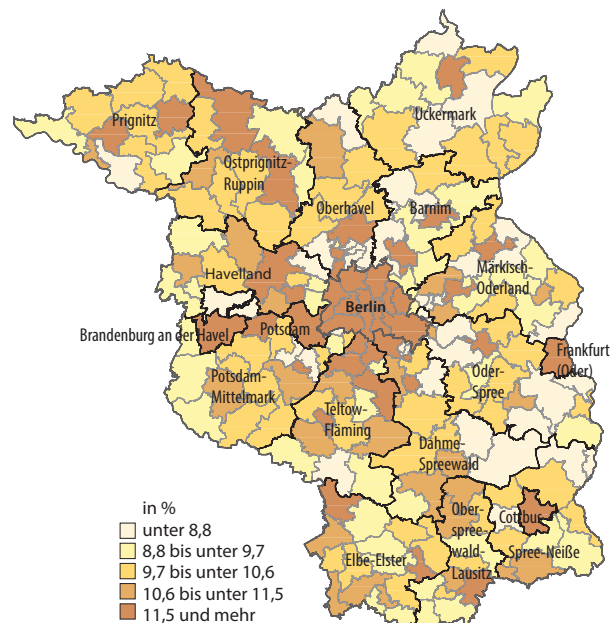 Prignitz
Uckermark
Ostprignitz-
Ruppin
Oberhavel
Barnim
Havelland
Märkisch-
Oderland
Berlin
Brandenburg an der Havel
Potsdam
Frankfurt
(Oder)
Potsdam-
Mittelmark
Oder-
Spree
Teltow-
Fläming
Dahme-
Spreewald
Ober-
spree-
wald-
Lausitz
Cottbus
Spree-Neiße
Elbe-Elster
in %
unter 8,8
8,8 bis unter 9,7
9,7 bis unter 10,6
10,6 bis unter 11,5
11,5 und mehr